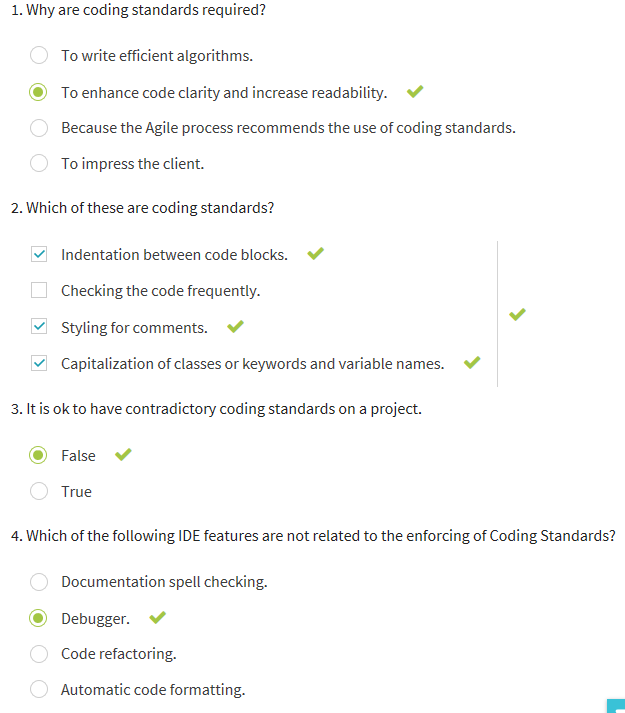 1. Why are coding standards required?
To write efficient algorithms.
To enhance code clarity and increase readability.
Because the Agile process recommends the use of coding standards.
To impress the client.
2. Which of these are coding standards?
Indentation between code blocks.
Checking the code frequently.
Styling for comments.
Capitalization of classes or keywords and variable names.
3. It is ok to have contradictory coding standards on a project.
False
True
4. Which of the following IDE features are not related to the enforcing of Coding Standards?
Documentation spell checking.
Debugger.
Code refactoring.
Automatic code formatting.